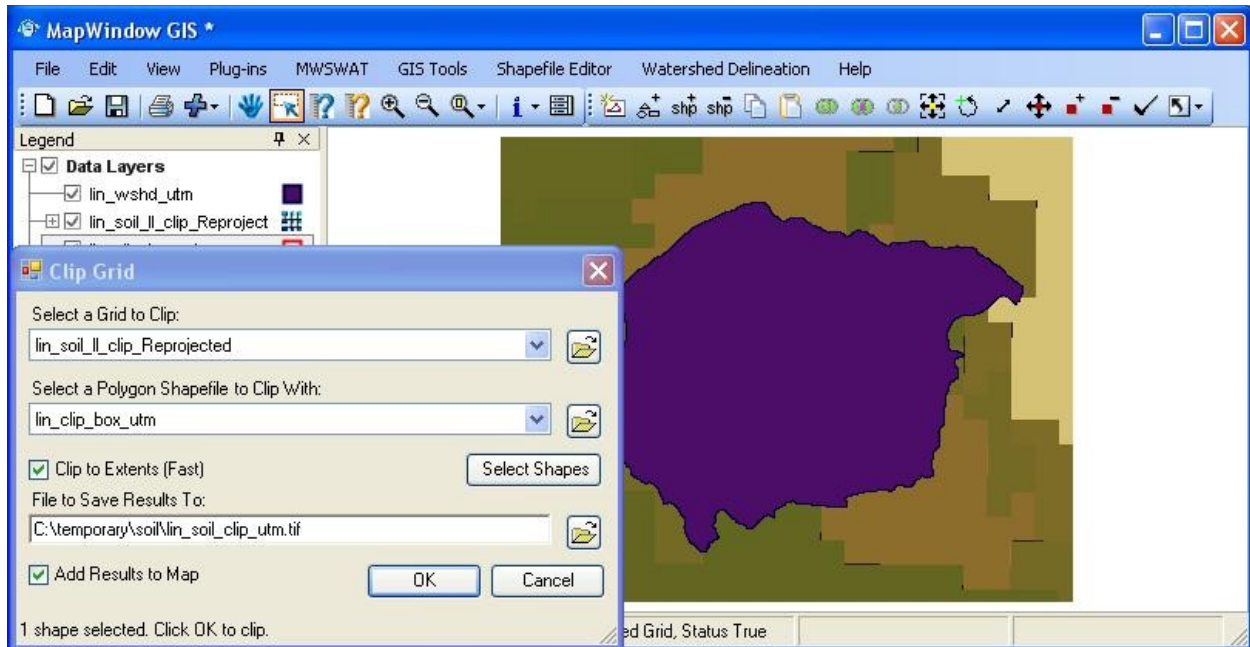 MapWindow GIS *
File Edit View Plug-ins MWSWAT GIS Tools Shapefile Editor Watershed Delineation Help
shp shp
Legend
Data Layers
lin_wshd_utm
lin_soil_ll_clip_Reproject
Clip Grid
Select a Grid to Clip:
lin_soil_ll_clip_Reprojected
Select a Polygon Shapefile to Clip With:
lin_clip_box_utm
Clip to Extents (Fast) Select Shapes
File to Save Results To:
C:\temporary\soil\lin_soil_clip_utm.tif
Add Results to Map OK Cancel
1 shape selected. Click OK to clip.
ed Grid, Status True